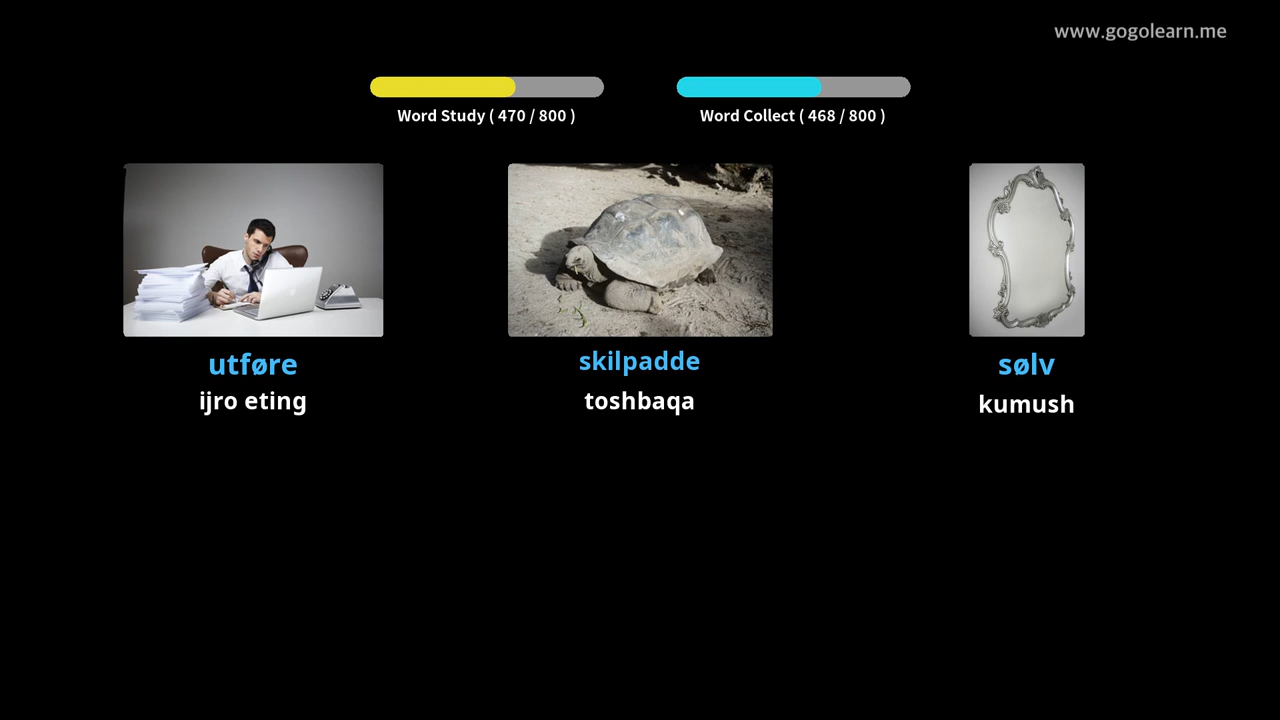 www.gogolearn.me
Word Study ( 470 / 800 )
Word Collect ( 468 / 800 )
utføre
ijro eting
skilpadde
toshbaqa
sølv
kumush